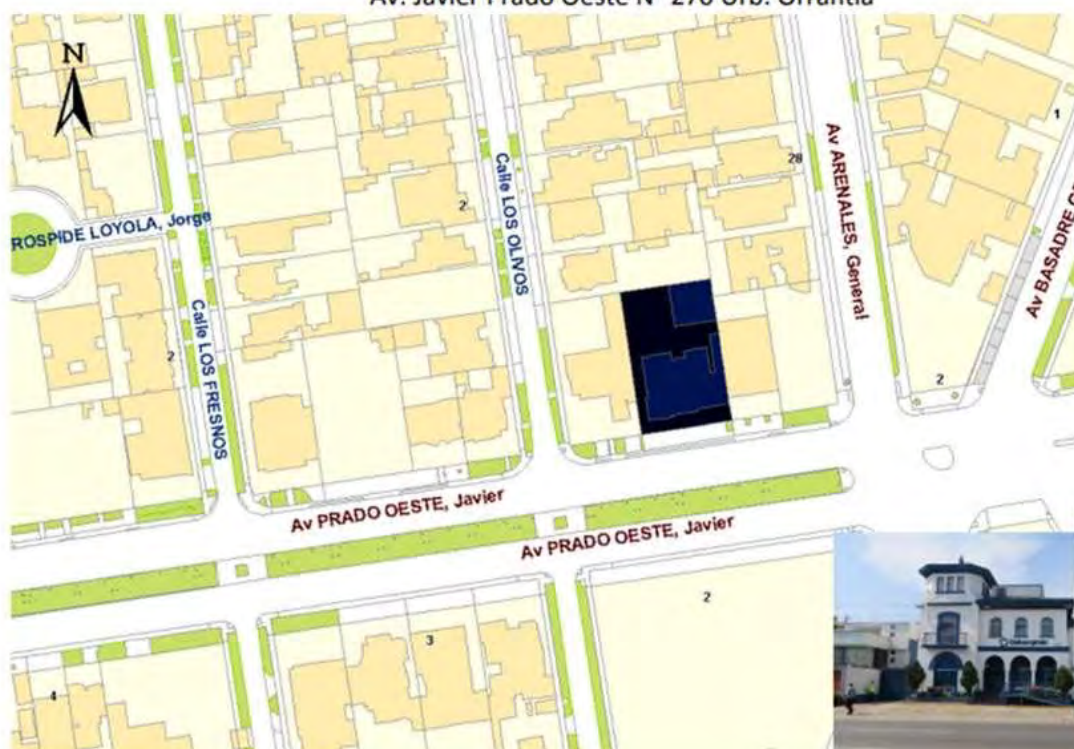 Av. Javier Prado Oeste N° 270 Urb. Orrantia
N
Av ARENALES, General
1
28
Calle LOS OLIVOS
2
ROSPIDE LOYOLA, Jorge
Av BASADRE
Calle LOS FRESNOS
2
2
Av PRADO OESTE, Javier
Av PRADO OESTE, Javier
2
3
4